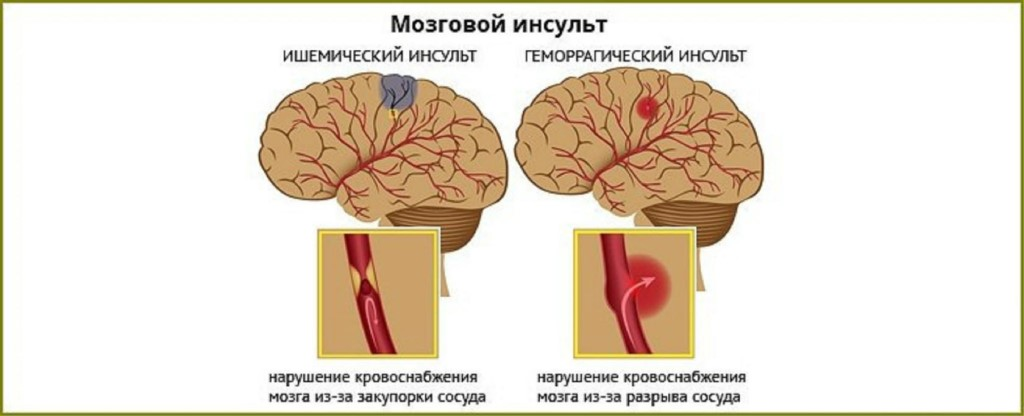 Мозговой инсульт
ИШЕМИЧЕСКИЙ ИНСУЛЬТ
ГЕМОРРАГИЧЕСКИЙ ИНСУЛЬТ
нарушение кровоснабжения
мозга из-за закупорки сосуда
нарушение кровоснабжения
мозга из-за разрыва сосуда